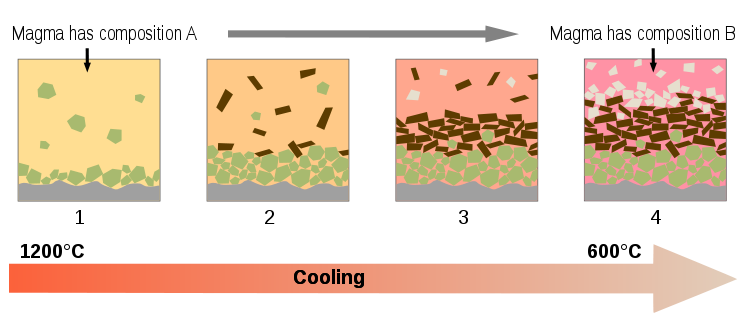 Magma has composition A
Magma has composition B
1
2
3
4
1200°C
600°C
Cooling